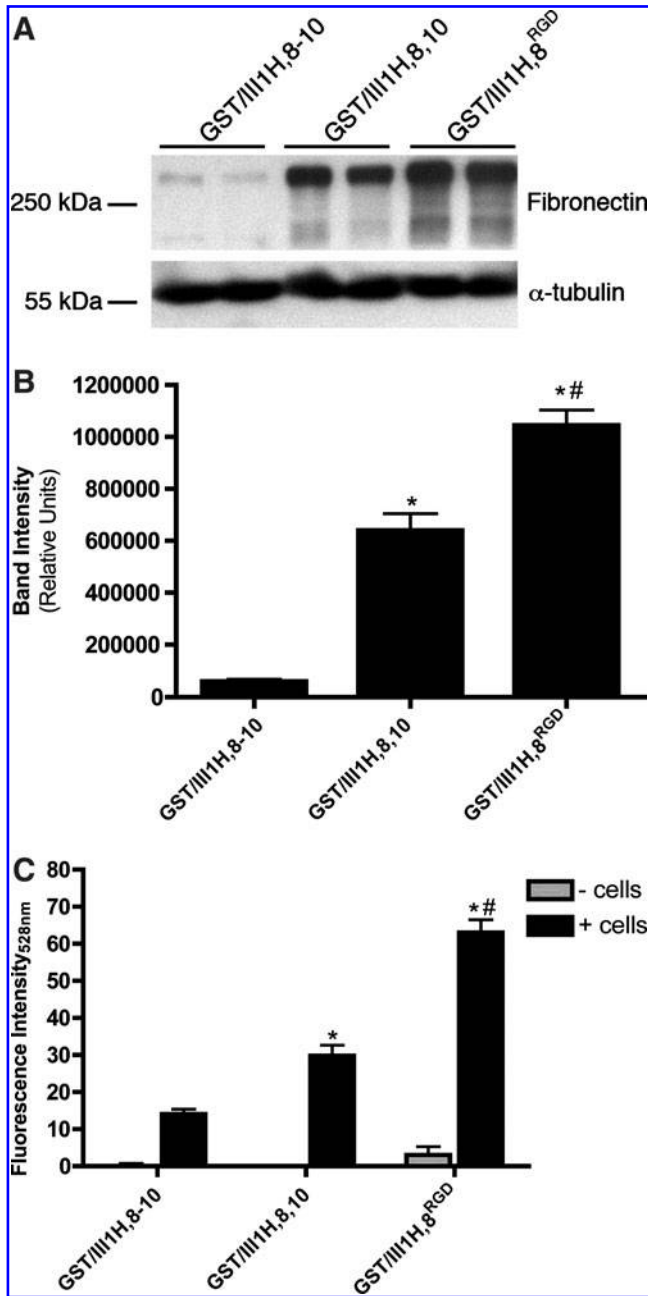 A
GST/III1H,8-10
GST/III1H,8,10
GST/III1H,8RGD
250 kDa
Fibronectin
55 kDa
α-tubulin
B
1200000
1000000
800000
600000
400000
200000
0
Band Intensity
(Relative Units)
*
*#
GST/III1H,8-10
GST/III1H,8,10
GST/III1H,8RGD
C
80
70
60
50
40
30
20
10
0
Fluorescence Intensity528nm
*
*#
- cells
+ cells
GST/III1H,8-10
GST/III1H,8,10
GST/III1H,8RGD